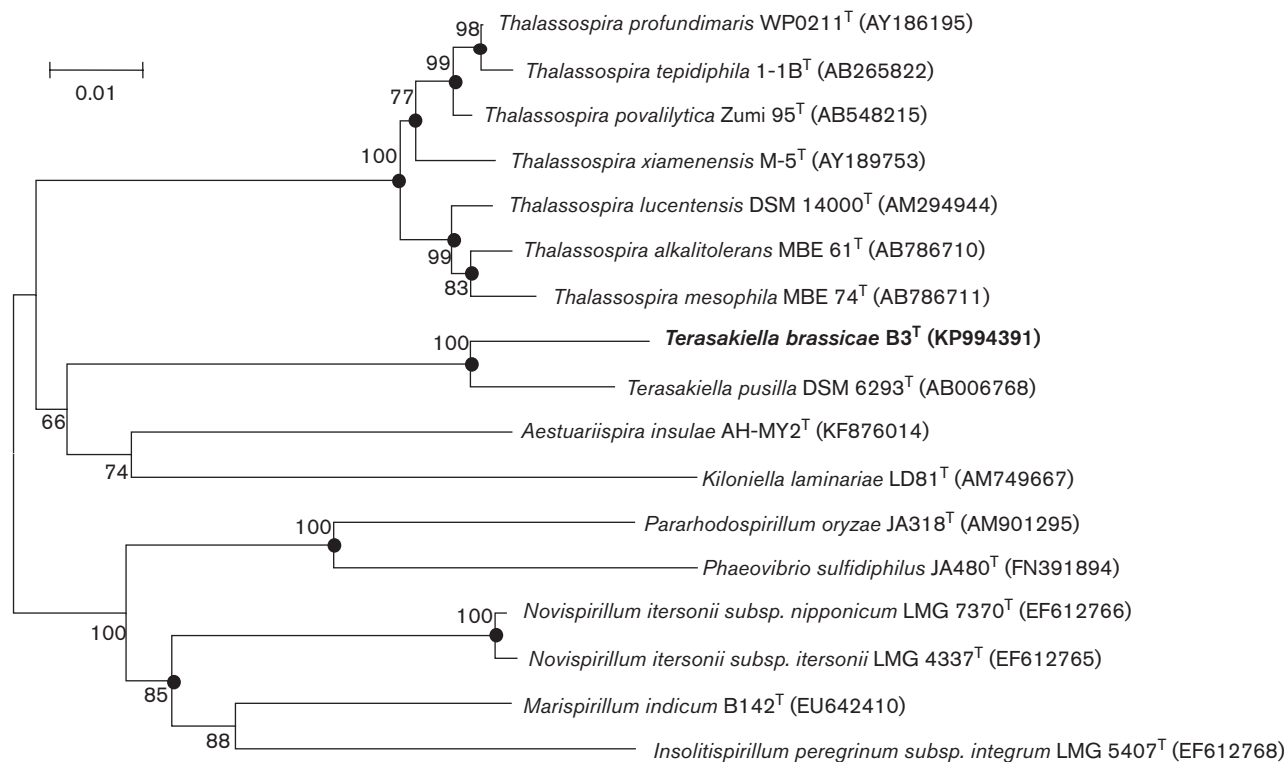 98
Thalassospira profundimaris WP0211T (AY186195)
0.01
99
Thalassospira tepidiphila 1-1BT (AB265822)
77
Thalassospira povalilytica Zumi 95T (AB548215)
100
Thalassospira xiamenensis M-5T (AY189753)
Thalassospira lucentensis DSM 14000T (AM294944)
99
Thalassospira alkalitolerans MBE 61T (AB786710)
83
Thalassospira mesophila MBE 74T (AB786711)
100
Terasakiella brassicae B3T (KP994391)
Terasakiella pusilla DSM 6293T (AB006768)
66
Aestuariispira insulae AH-MY2T (KF876014)
74
Kiloniella laminariae LD81T (AM749667)
100
Pararhodospirillum oryzae JA318T (AM901295)
Phaeovibrio sulfidiphilus JA480T (FN391894)
100
Novispirillum itersonii subsp. nipponicum LMG 7370T (EF612766)
100
Novispirillum itersonii subsp. itersonii LMG 4337T (EF612765)
85
Marispirillum indicum B142T (EU642410)
88
Insolitispirillum peregrinum subsp. integrum LMG 5407T (EF612768)